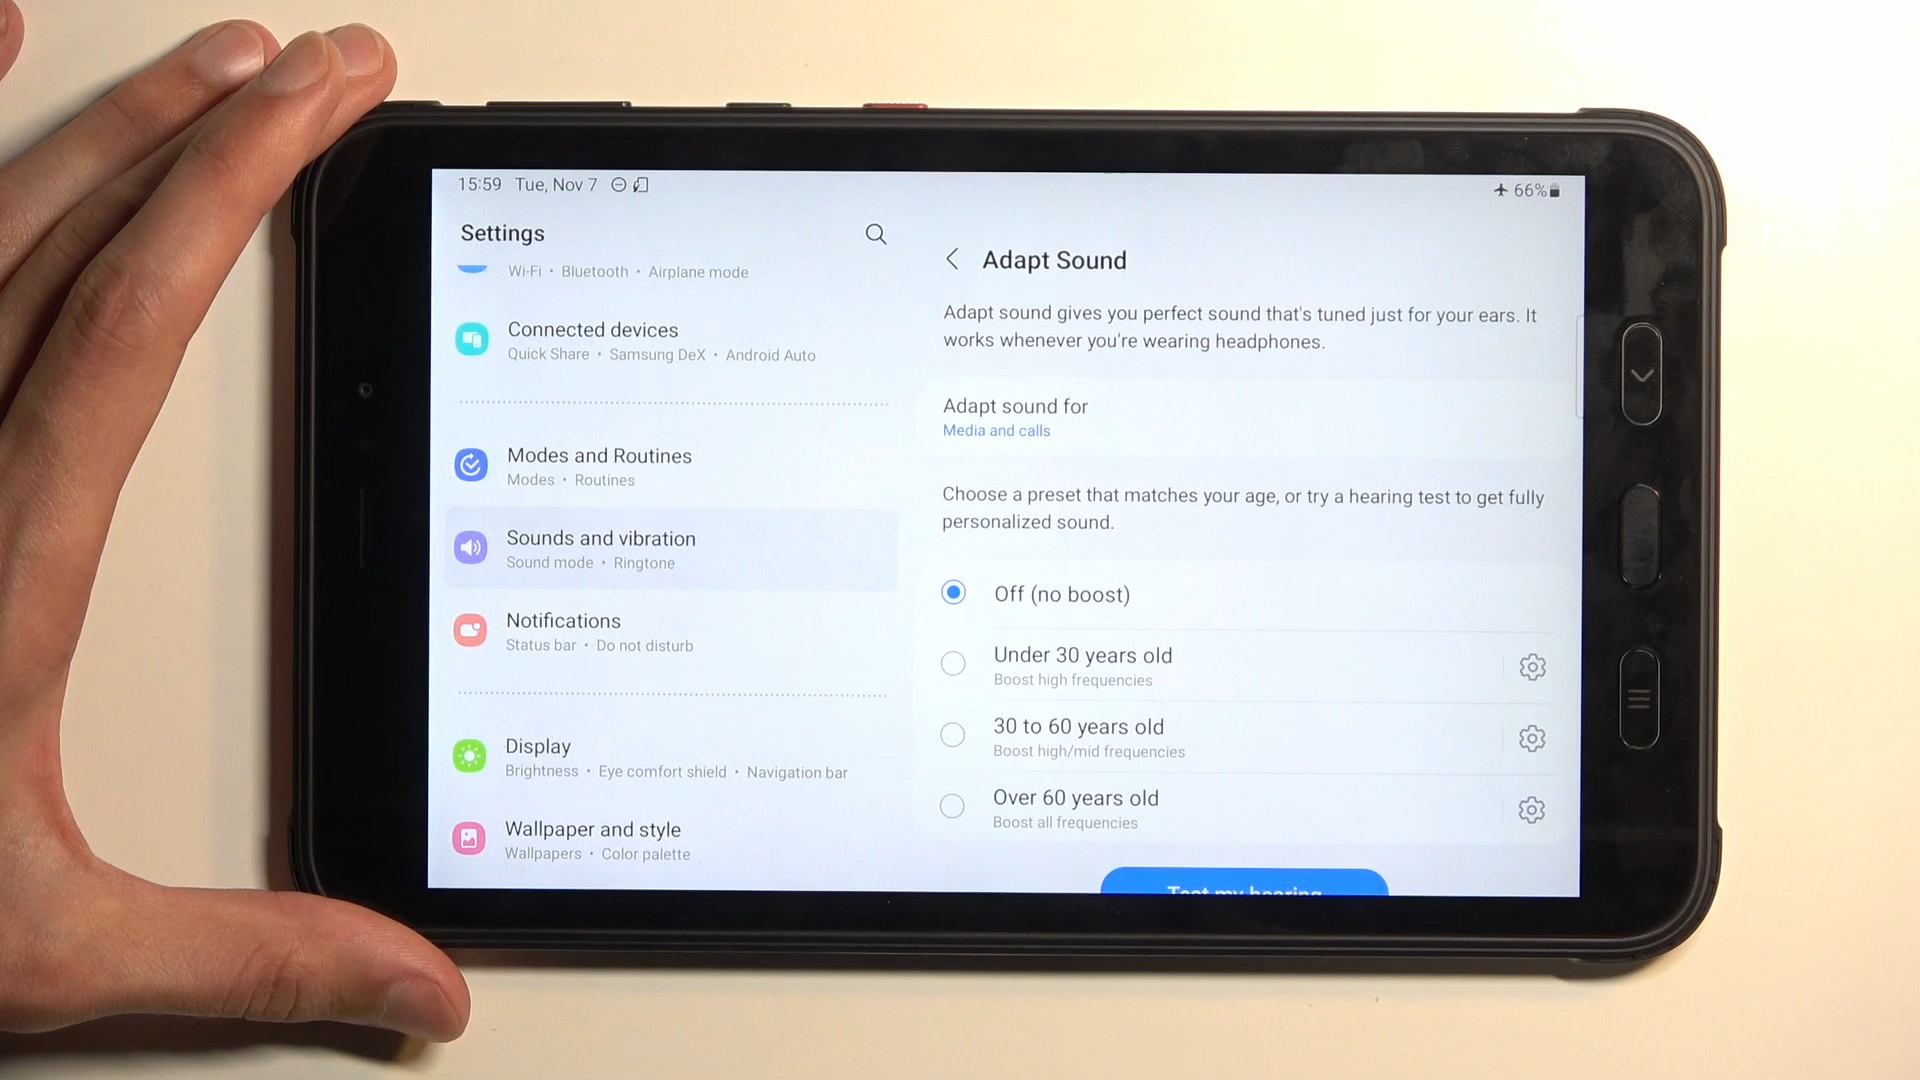 15:59 Tue, Nov 7
66%
Settings
Wi-Fi • Bluetooth • Airplane mode
Connected devices
Quick Share • Samsung DeX • Android Auto
Modes and Routines
Modes • Routines
Sounds and vibration
Sound mode • Ringtone
Notifications
Status bar • Do not disturb
Display
Brightness • Eye comfort shield • Navigation bar
Wallpaper and style
Wallpapers • Color palette
Adapt Sound
Adapt sound gives you perfect sound that's tuned just for your ears. It
works whenever you're wearing headphones.
Adapt sound for
Media and calls
Choose a preset that matches your age, or try a hearing test to get fully
personalized sound.
Off (no boost)
Under 30 years old
Boost high frequencies
30 to 60 years old
Boost high/mid frequencies
Over 60 years old
Boost all frequencies
Test my hearing